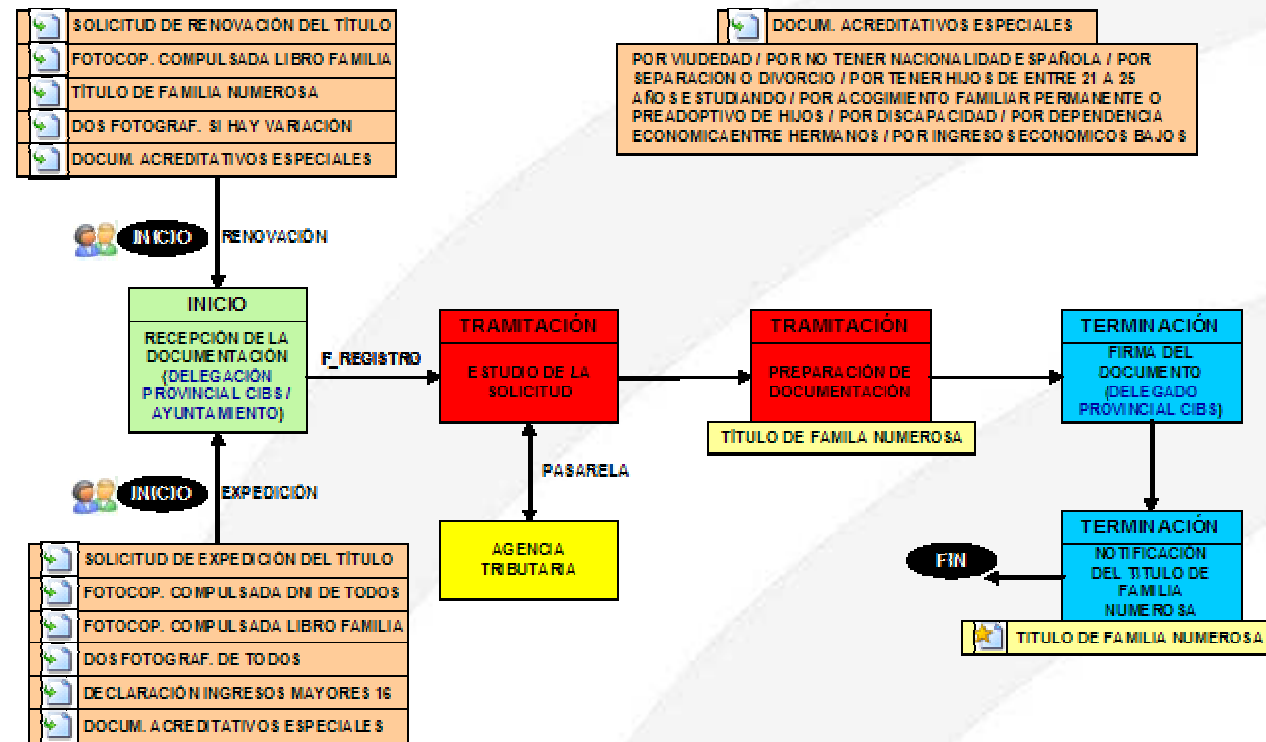 SOLICITUD DE RENOVACIÓN DEL TÍTULO
FOTOCOP. COMPULSADA LIBRO FAMILIA
TÍTULO DE FAMILIA NUMEROSA
DOS FOTOGRAF. SI HAY VARIACIÓN
DOCUM. ACREDITATIVOS ESPECIALES
DOCUM. ACREDITATIVOS ESPECIALES
POR VIUDEDAD / POR NO TENER NACIONALIDAD ESPAÑOLA / POR
SEPARACIÓN O DIVORCIO / POR TENER HIJOS DE ENTRE 21 A 25
AÑOS ESTUDIANDO / POR ACOGIMIENTO FAMILIAR PERMANENTE O
PREADOPTIVO DE HIJOS / POR DISCAPACIDAD / POR DEPENDENCIA
ECONOMICA ENTRE HERMANOS / POR INGRESOS ECONOMICOS BAJOS
INICIO
RENOVACIÓN
INICIO
RECEPCIÓN DE LA
DOCUMENTACIÓN
(DELEGACIÓN
PROVINCIAL CIBS /
AYUNTAMIENTO)
F_REGISTRO
TRAMITACIÓN
ESTUDIO DE LA
SOLICITUD
TRAMITACIÓN
PREPARACIÓN DE
DOCUMENTACIÓN
TÍTULO DE FAMILA NUMEROSA
TERMINACIÓN
FIRMA DEL
DOCUMENTO
(DELEGADO
PROVINCIAL CIBS)
INICIO
EXPEDICIÓN
PASARELA
AGENCIA
TRIBUTARIA
TERMINACIÓN
NOTIFICACIÓN
DEL TITULO DE
FAMILIA
NUMEROSA
FIN
TITULO DE FAMILIA NUMEROSA
SOLICITUD DE EXPEDICIÓN DEL TÍTULO
FOTOCOP. COMPULSADA DNI DE TODOS
FOTOCOP. COMPULSADA LIBRO FAMILIA
DOS FOTOGRAF. DE TODOS
DECLARACIÓN INGRESOS MAYORES 16
DOCUM. ACREDITATIVOS ESPECIALES